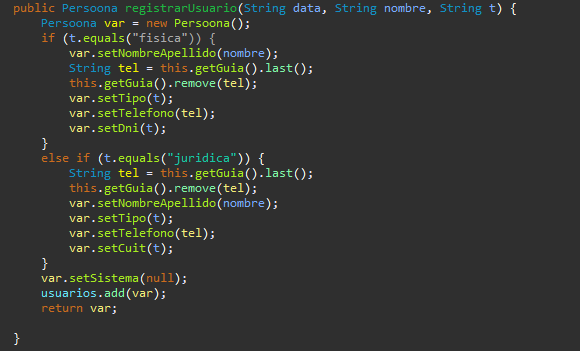 public Persoona registrarUsuario(String data, String nombre, String t) {
Persoona var = new Persoona();
if (t.equals("fisica")) {
var.setNombreApellido(nombre);
String tel = this.getGuia().last();
this.getGuia().remove(tel);
var.setTipo(t);
var.setTelefono(tel);
var.setDni(t);
}
else if (t.equals("juridica")) {
String tel = this.getGuia().last();
this.getGuia().remove(tel);
var.setNombreApellido(nombre);
var.setTipo(t);
var.setTelefono(tel);
var.setCuit(t);
}
var.setSistema(null);
usuarios.add(var);
return var;
}